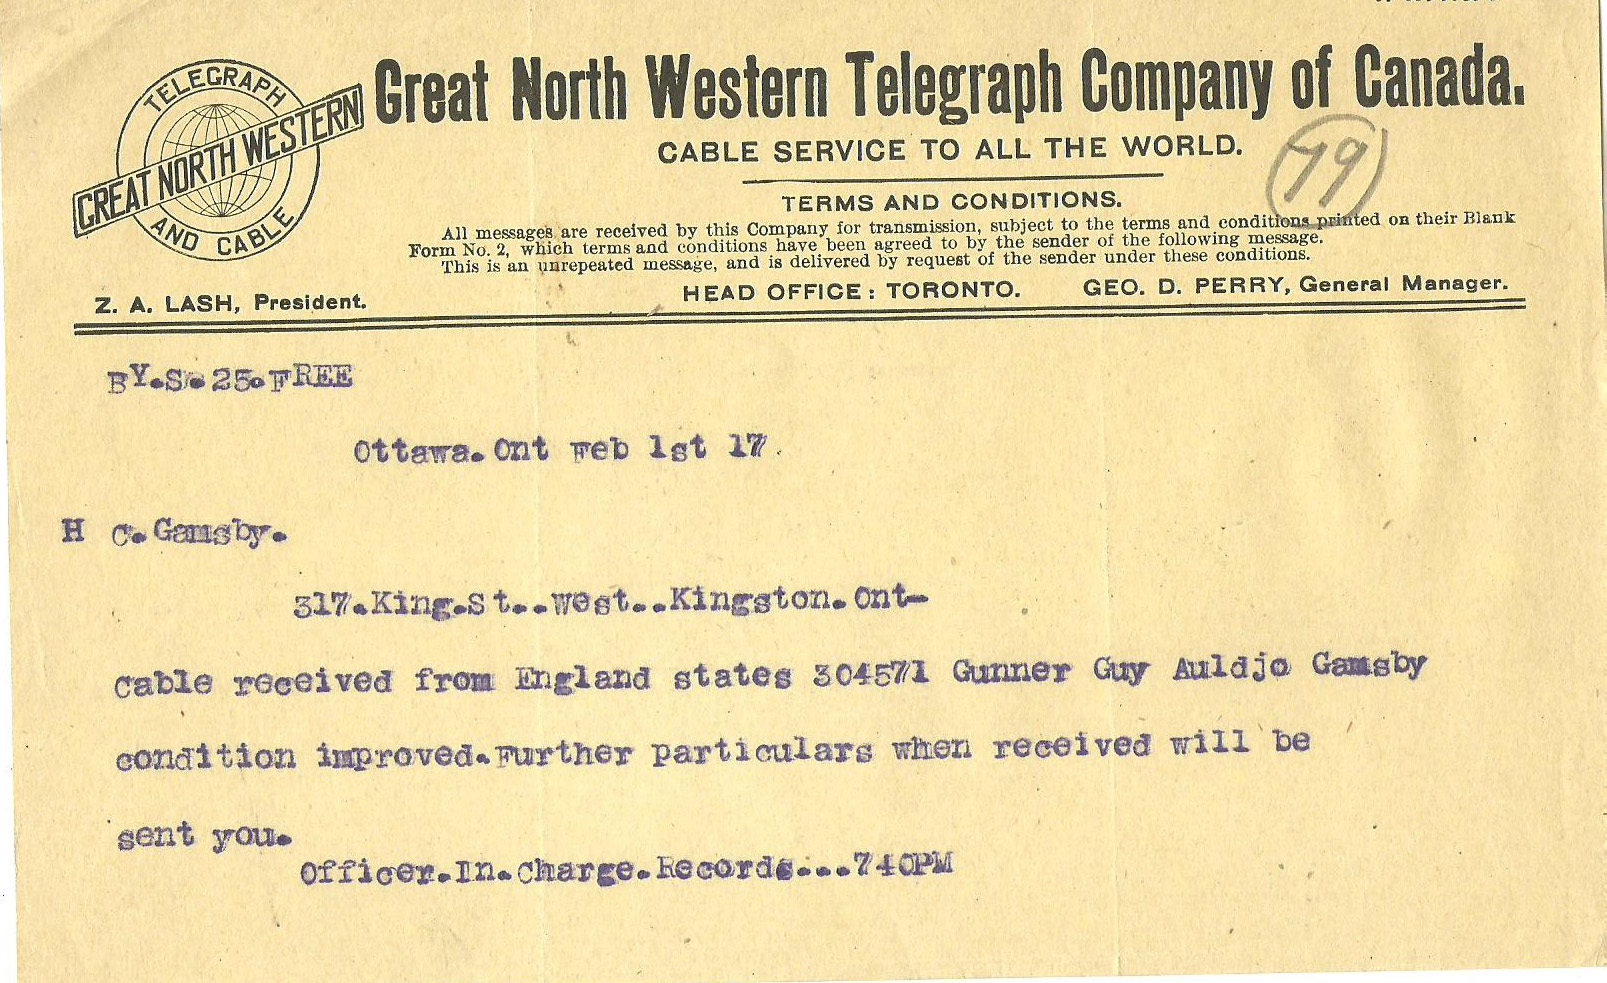 TELEGRAPH
GREAT NORTH WESTERN
AND CABLE
Great North Western Telegraph Company of Canada.
CABLE SERVICE TO ALL THE WORLD.
79
TERMS AND CONDITIONS.
All messages are received by this Company for transmission, subject to the terms and conditions printed on their Blank
Form No. 2, which terms and conditions have been agreed to by the sender of the following message.
This is an unrepeated message, and is delivered by request of the sender under these conditions.
Z. A. LASH, President.
HEAD OFFICE: TORONTO.
GEO. D. PERRY, General Manager.
BY.S.25.FREE
Ottawa.Ont Feb 1st 17.
H C.Gamsby.
317.King.St..West..Kingston.Ont-
Cable received from England states 304571 Gunner Guy Auldjo Gamsby
condition improved.Further particulars when received will be
sent you.
Officer.In.Charge.Records...740PM